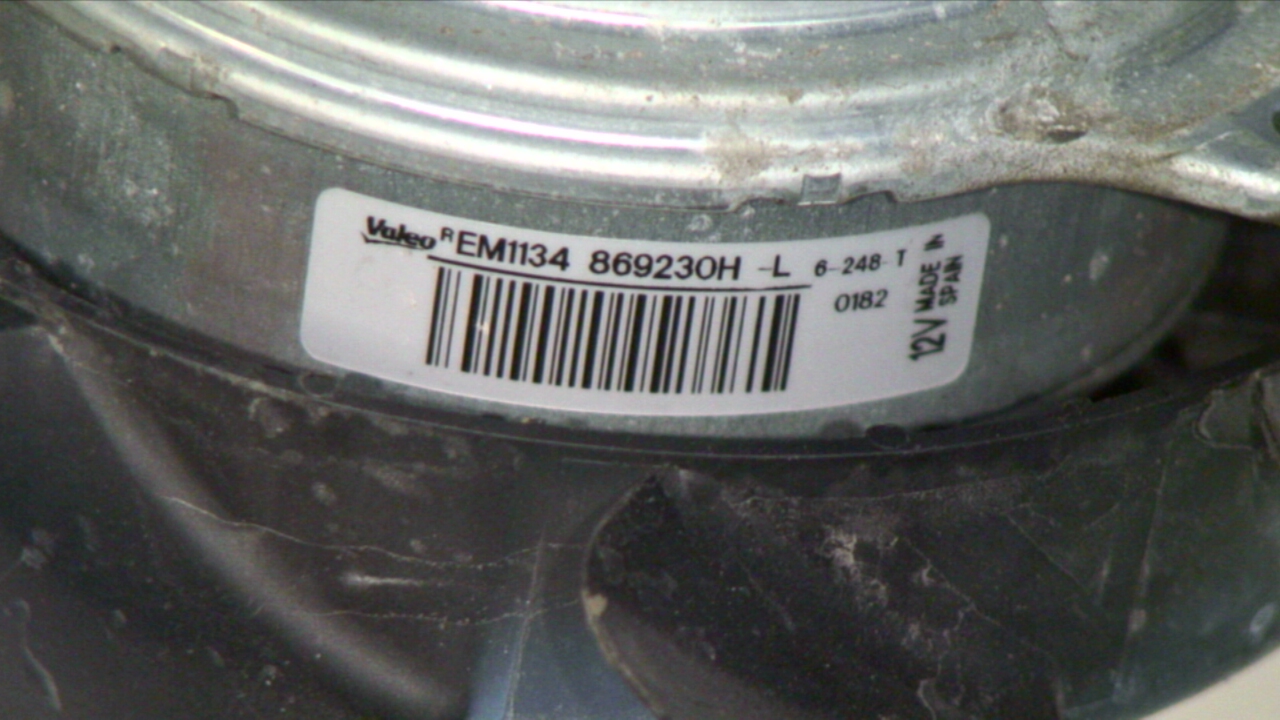 Valeo R EM1134 869230H -L 6-248-T
0182
12V MADE IN
SPAIN